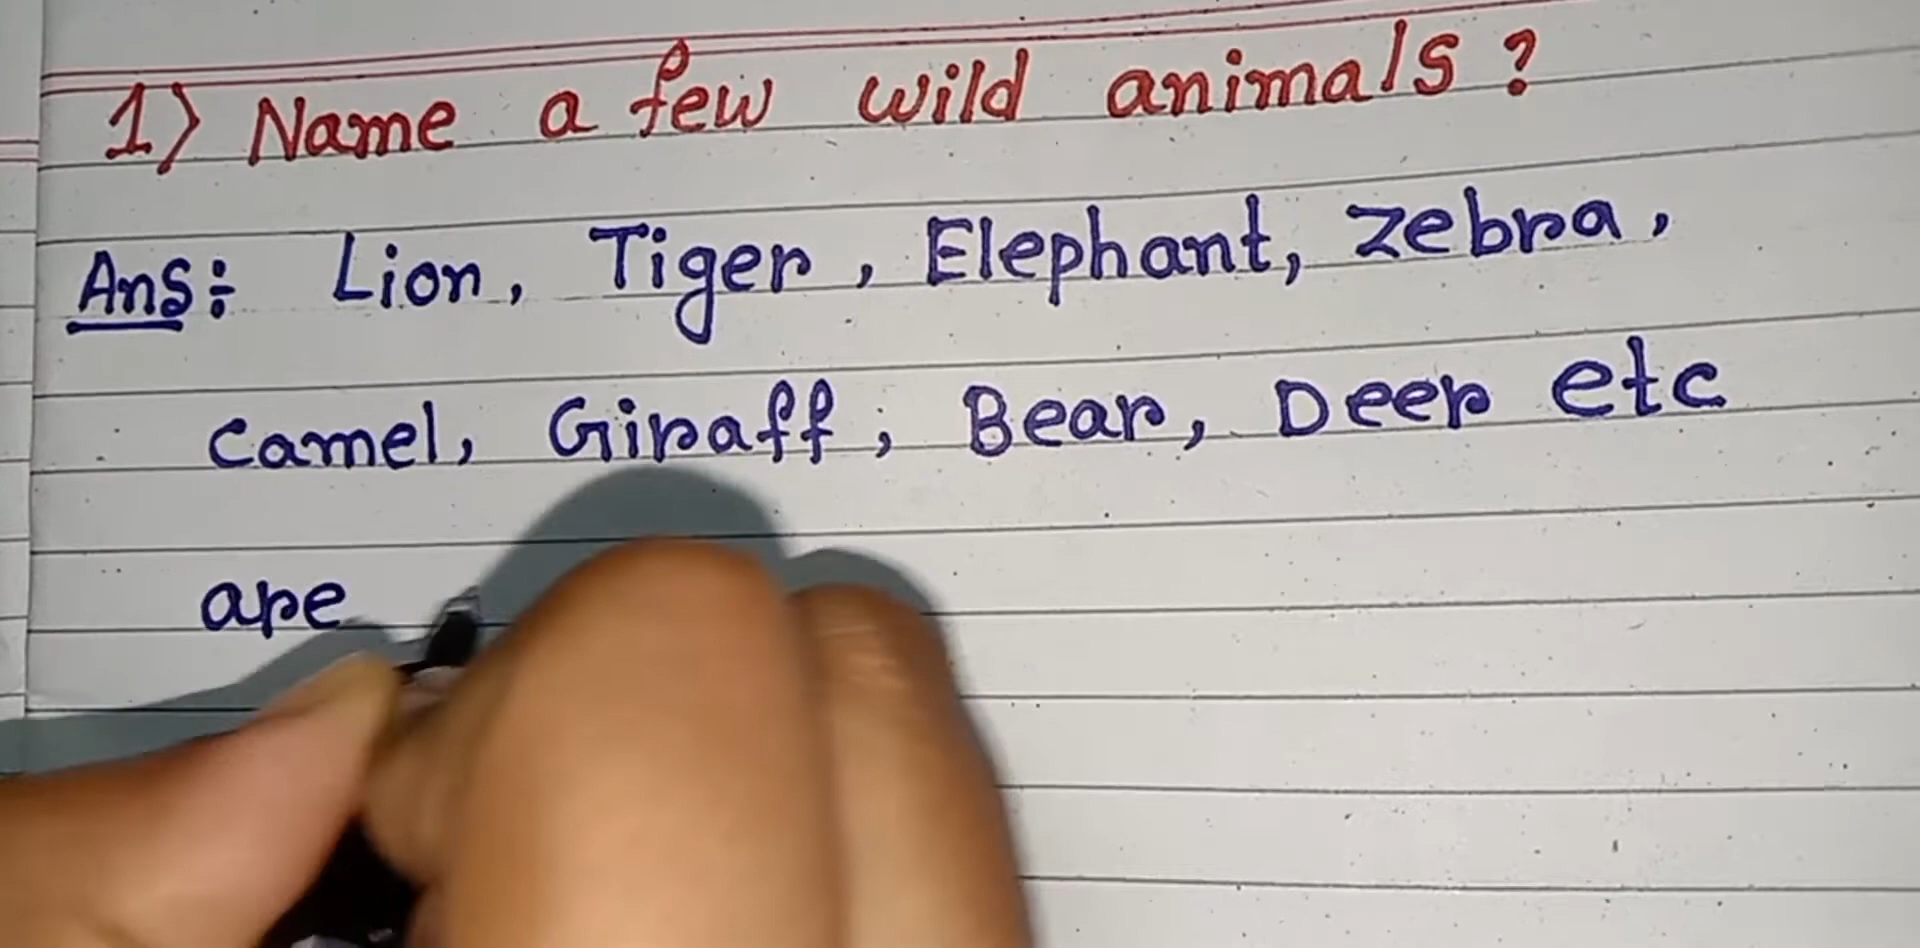 1) Name a few wild animals?
Ans: Lion, Tiger, Elephant, zebra,
camel, Giraff, Bear, Deer etc
are